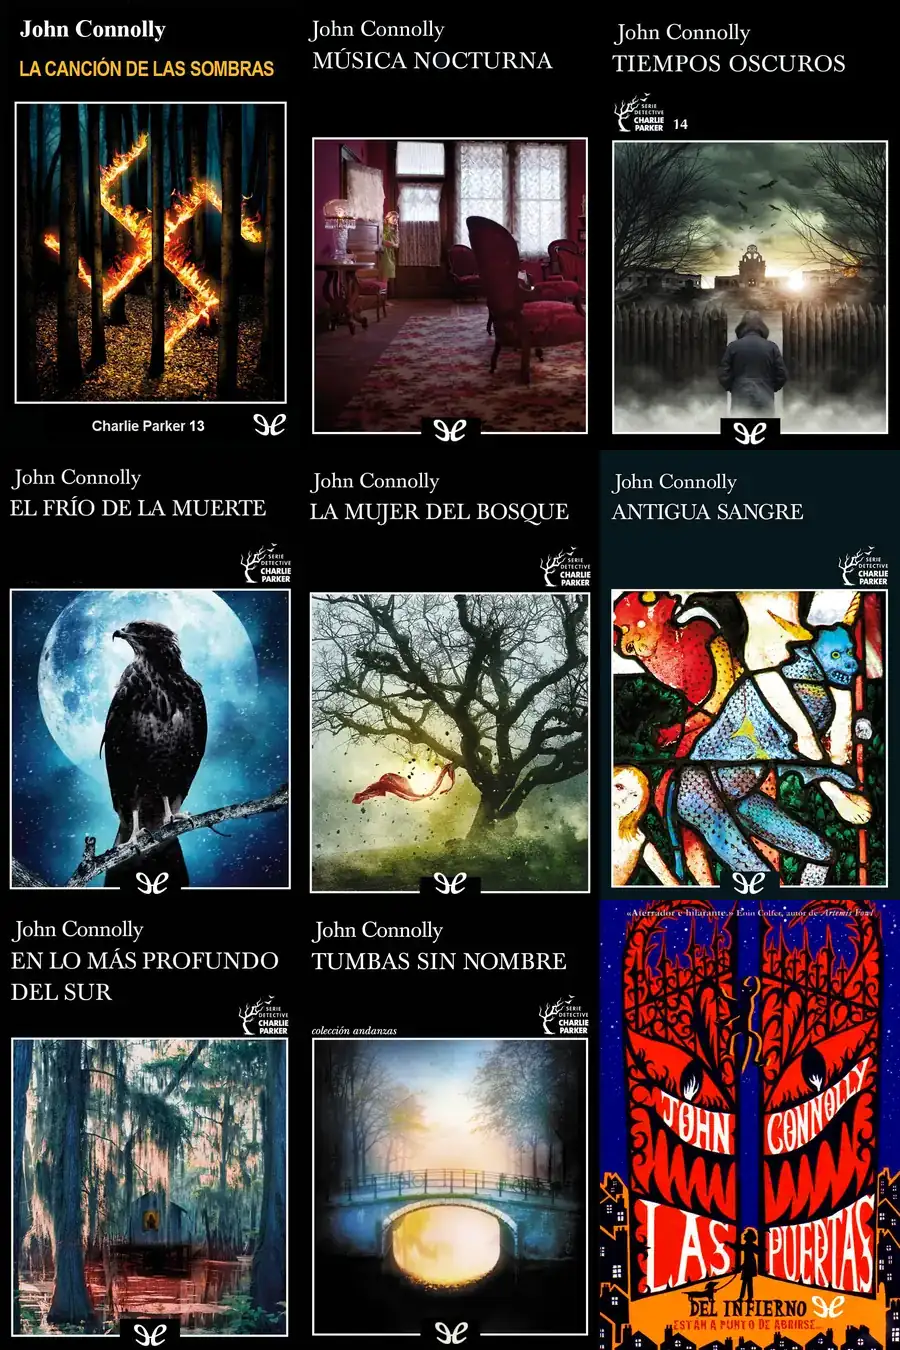 John Connolly
LA CANCIÓN DE LAS SOMBRAS
Charlie Parker 13
John Connolly
MÚSICA NOCTURNA
John Connolly
TIEMPOS OSCUROS
SERIE
DETECTIVE
CHARLIE
PARKER
14
John Connolly
EL FRÍO DE LA MUERTE
SERIE
DETECTIVE
CHARLIE
PARKER
John Connolly
LA MUJER DEL BOSQUE
SERIE
DETECTIVE
CHARLIE
PARKER
John Connolly
ANTIGUA SANGRE
SERIE
DETECTIVE
CHARLIE
PARKER
John Connolly
EN LO MÁS PROFUNDO
DEL SUR
SERIE
DETECTIVE
CHARLIE
PARKER
John Connolly
TUMBAS SIN NOMBRE
colección andanzas
SERIE
DETECTIVE
CHARLIE
PARKER
«Aterrador e hilarante.» Eoin Colfer, autor de Artemis Fowl
JOHN CONNOLLY
LAS PUERTAS
DEL INFIERNO
ESTÁN A PUNTO DE ABRIRSE...